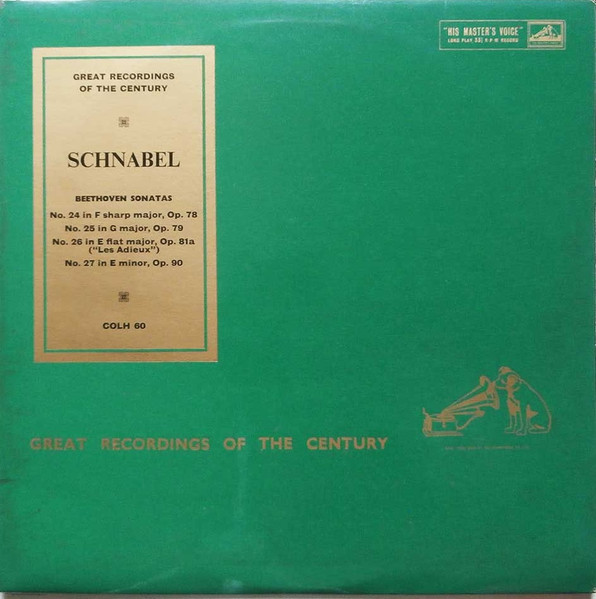 "HIS MASTER'S VOICE"
LONG PLAY 33⅓ R.P.M. RECORD
GREAT RECORDINGS
OF THE CENTURY
SCHNABEL
BEETHOVEN SONATAS
No. 24 in F sharp major, Op. 78
No. 25 in G major, Op. 79
No. 26 in E flat major, Op. 81a
("Les Adieux")
No. 27 in E minor, Op. 90
COLH 60
GREAT RECORDINGS OF THE CENTURY